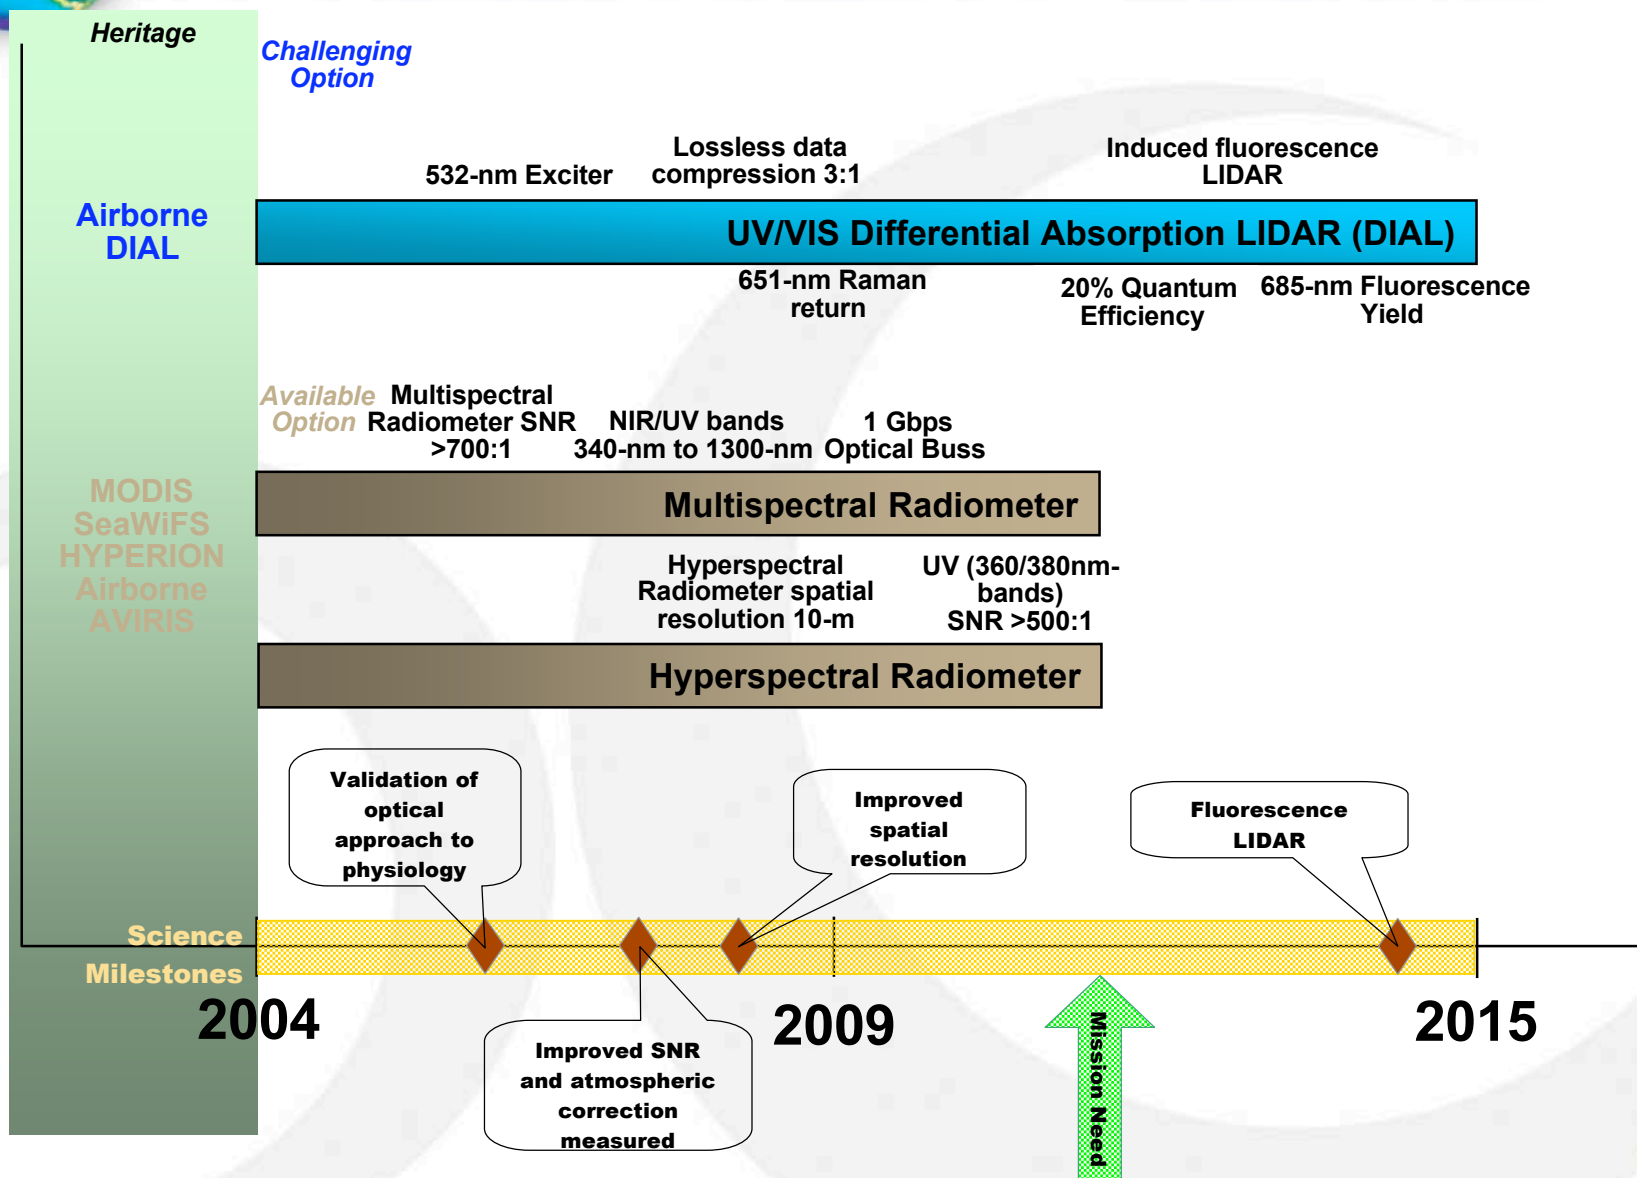 Heritage
Challenging
Option
Lossless data
compression 3:1
532-nm Exciter
Induced fluorescence
LIDAR
Airborne
DIAL
UV/VIS Differential Absorption LIDAR (DIAL)
651-nm Raman
return
20% Quantum
Efficiency
685-nm Fluorescence
Yield
Available
Option
Multispectral
Radiometer SNR
>700:1
NIR/UV bands
340-nm to 1300-nm
1 Gbps
Optical Buss
MODIS
SeaWiFS
HYPERION
Airborne
AVIRIS
Multispectral Radiometer
Hyperspectral
Radiometer spatial
resolution 10-m
UV (360/380nm-
bands)
SNR >500:1
Hyperspectral Radiometer
Validation of
optical
approach to
physiology
Improved
spatial
resolution
Fluorescence
LIDAR
Science
Milestones
2004
2009
2015
Improved SNR
and atmospheric
correction
measured
Mission Need